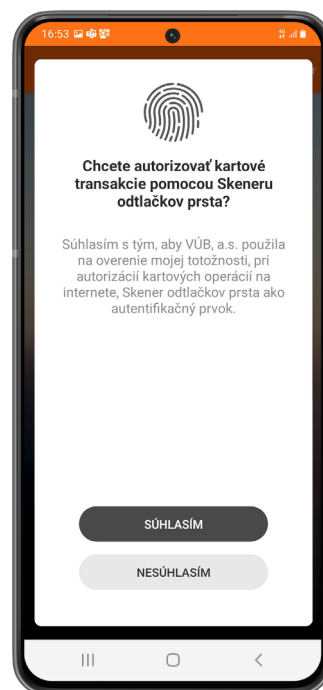 16:53
Chcete autorizovať kartové
transakcie pomocou Skeneru
odtlačkov prsta?
Súhlasím s tým, aby VÚB, a.s. použila
na overenie mojej totožnosti, pri
autorizácií kartových operácií na
internete, Skener odtlačkov prsta ako
autentifikačný prvok.
SÚHLASÍM
NESÚHLASÍM